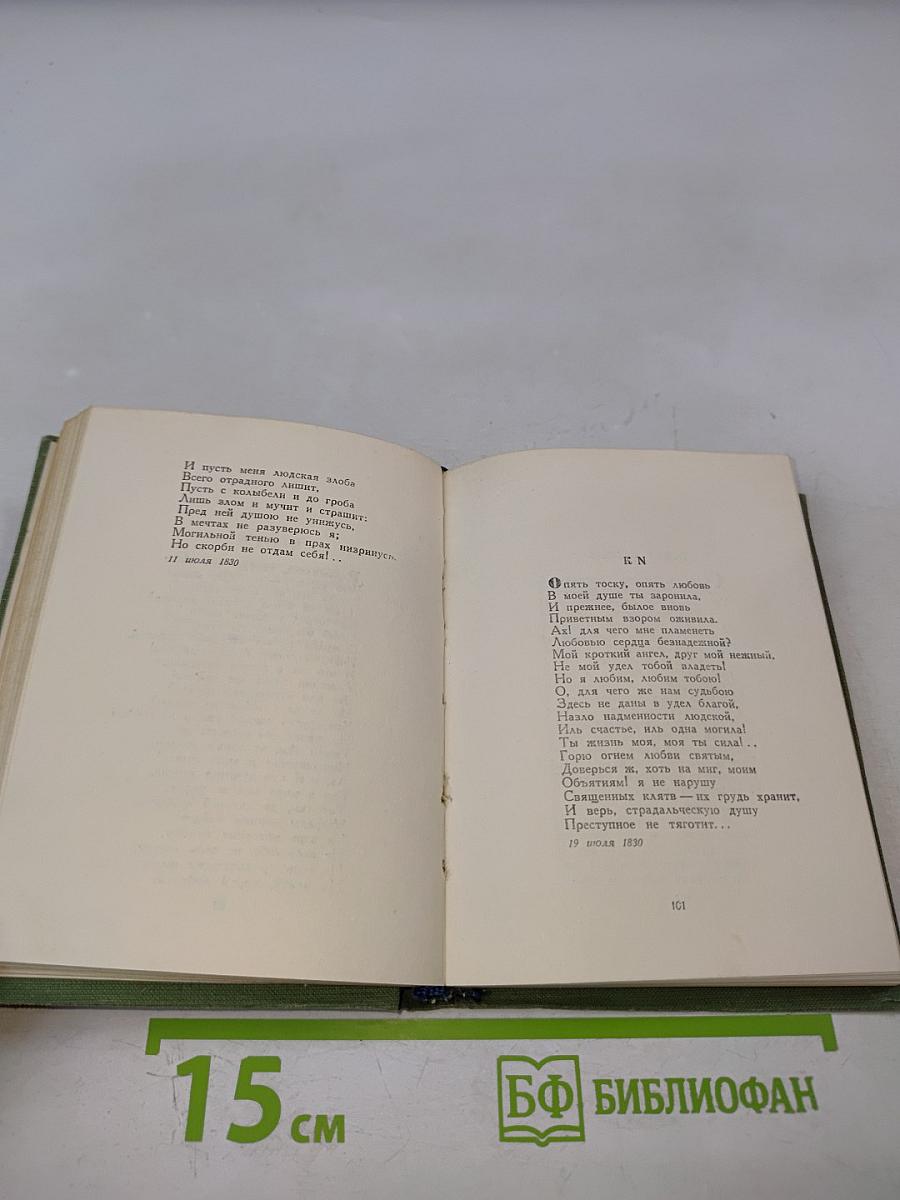 И пусть меня людская злоба
Всего отрадного лишит,
Пусть с колыбели и до гроба
Лишь злом и мучит и страшит:
Пред ней душою не унижусь,
В мечтах не разуверюсь я;
Могильной тенью в прах низринусь,
Но скорби не отдам себя!..
11 июля 1830
К N
Опять тоску, опять любовь
В моей душе ты заронила,
И прежнее, былое вновь
Приветным взором оживила.
Ах! для чего мне пламенеть
Любовью сердца безнадежной?
Мой кроткий ангел, друг мой нежный,
Не мой удел тобой владеть!
Но я любим, любим тобою!
О, для чего же нам судьбою
Здесь не даны в удел благой,
Назло надменности людской,
Иль счастье, иль одна могила!
Ты жизнь моя, моя ты сила!..
Горю огнем любви святым,
Доверься ж, хоть на миг, моим
Объятиям! я не нарушу
Священных клятв — их грудь хранит,
И верь, страдальческую душу
Преступное не тяготит...
19 июля 1830
101
15 см
БФ БИБЛИОФАН